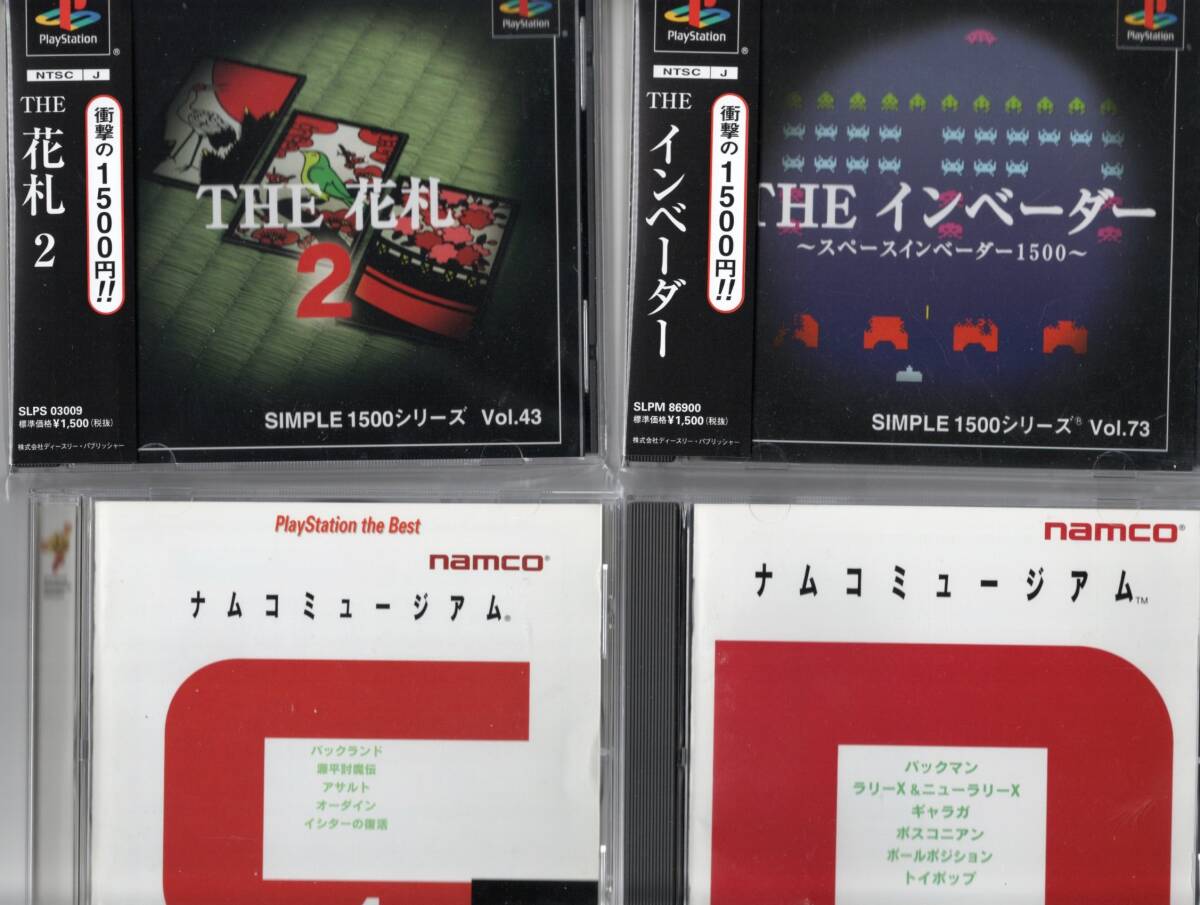 PlayStation
NTSC J
THE 花札 2
衝撃の1500円!!
SLPS 03009
標準価格¥1,500(税抜)
株式会社ディースリー・パブリッシャー
PlayStation
THE 花札
2
SIMPLE 1500シリーズ Vol.43
PlayStation
NTSC J
THE インベーダー
衝撃の1500円!!
SLPM 86900
標準価格¥1,500(税抜)
株式会社ディースリー・パブリッシャー
PlayStation
THE インベーダー
～スペースインベーダー1500～
SIMPLE 1500シリーズ® Vol.73
PlayStation the Best
namco®
ナムコミュージアム®
パックランド
源平討魔伝
アサルト
オーダイン
イシターの復活
namco®
ナムコミュージアム™
パックマン
ラリーX&ニューラリーX
ギャラガ
ボスコニアン
ポールポジション
トイポップ